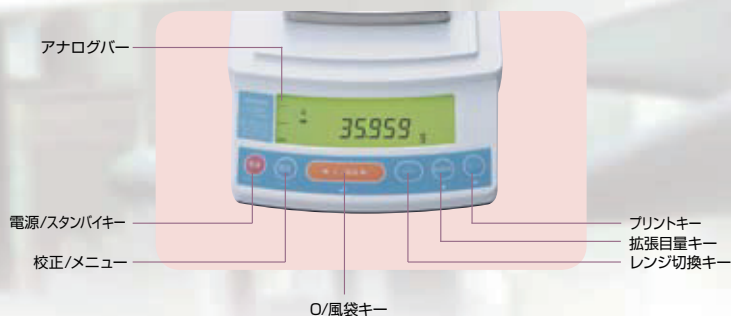 アナログバー
35.959 g
電源/スタンバイキー
校正/メニュー
O/風袋キー
プリントキー
拡張目量キー
レンジ切換キー